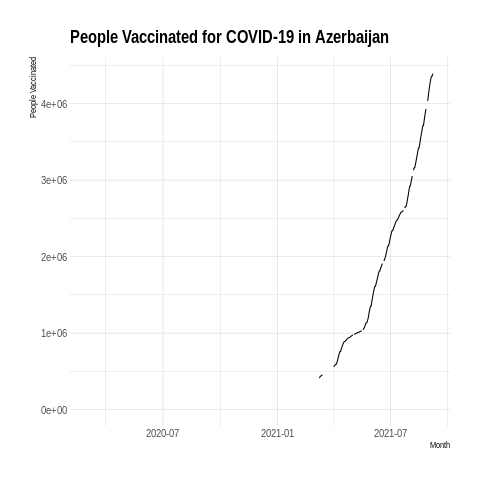 People Vaccinated for COVID-19 in Azerbaijan
People Vaccinated
4e+06
3e+06
2e+06
1e+06
0e+00
2020-07
2021-01
2021-07
Month